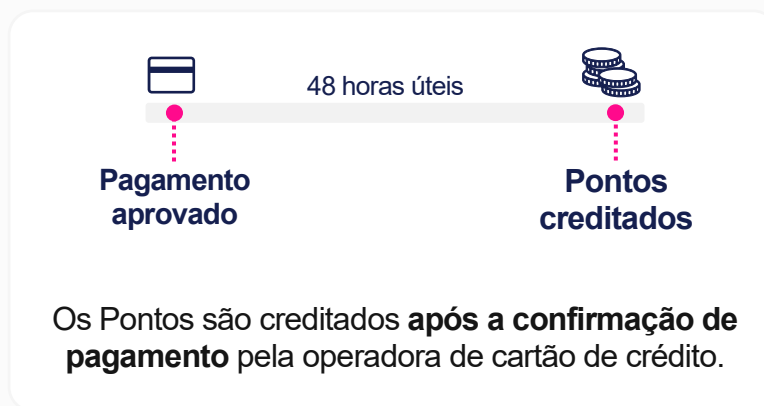 48 horas úteis
Pagamento
aprovado
Pontos
creditados
Os Pontos são creditados após a confirmação de
pagamento pela operadora de cartão de crédito.